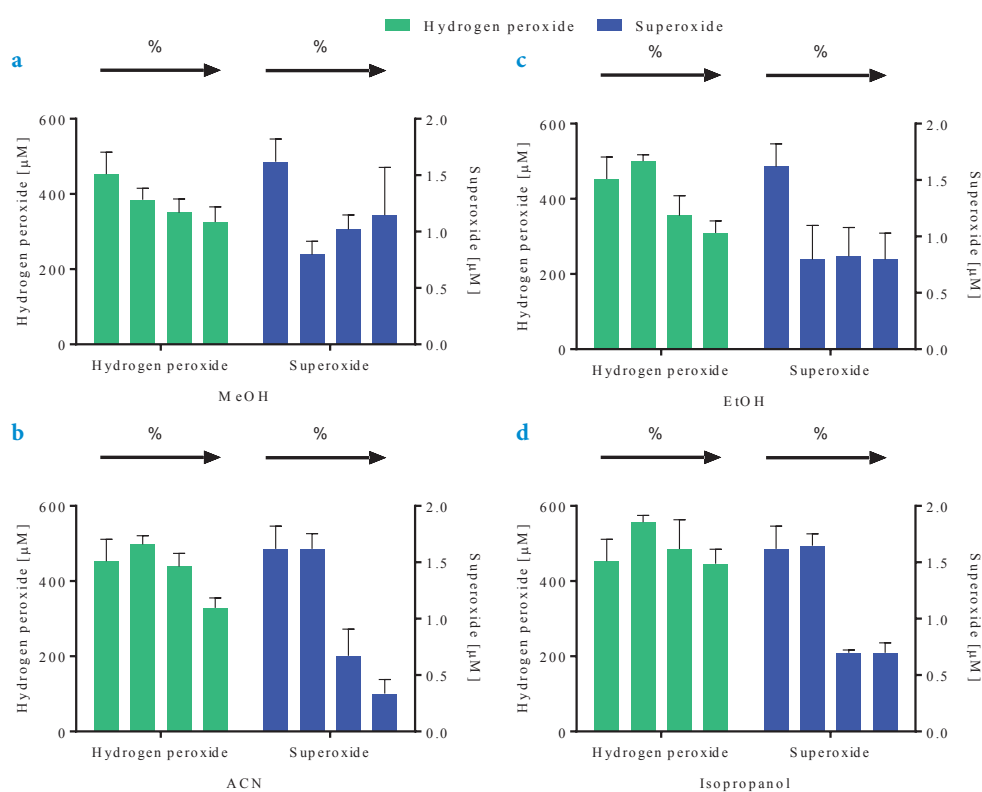 Hydrogen peroxide Superoxide
a
% %
Hydrogen peroxide [µM]
600
400
200
0
2.0
1.5
1.0
0.5
0.0
Superoxide [µM]
Hydrogen peroxide Superoxide
MeOH
c
% %
Hydrogen peroxide [µM]
600
400
200
0
2.0
1.5
1.0
0.5
0.0
Superoxide [µM]
Hydrogen peroxide Superoxide
EtOH
b
% %
Hydrogen peroxide [µM]
600
400
200
0
2.0
1.5
1.0
0.5
0.0
Superoxide [µM]
Hydrogen peroxide Superoxide
ACN
d
% %
Hydrogen peroxide [µM]
600
400
200
0
2.0
1.5
1.0
0.5
0.0
Superoxide [µM]
Hydrogen peroxide Superoxide
Isopropanol